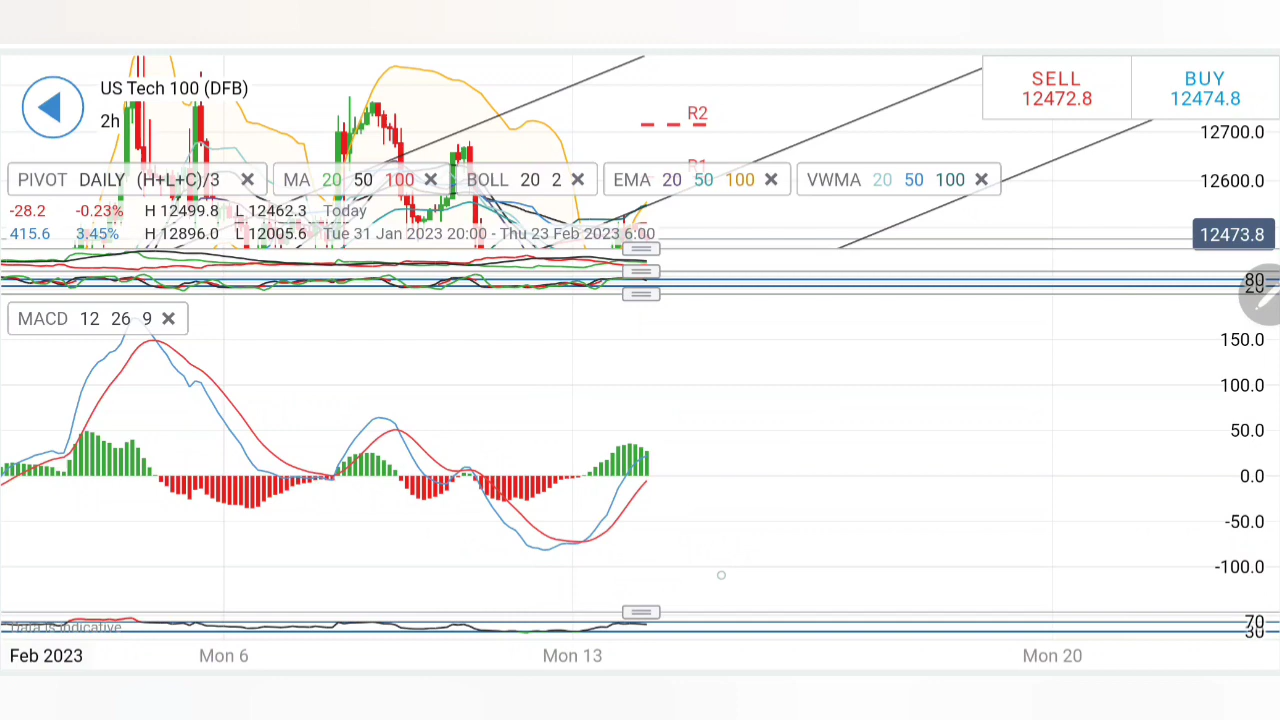 US Tech 100 (DFB)
2h
SELL
12472.8
BUY
12474.8
R2
R1
12700.0
12600.0
PIVOT DAILY (H+L+C)/3
MA 20 50 100
BOLL 20 2
EMA 20 50 100
VWMA 20 50 100
-28.2 -0.23% H 12499.8 L 12462.3 Today
415.6 3.45% H 12896.0 L 12005.6 Tue 31 Jan 2023 20:00 - Thu 23 Feb 2023 6:00
12473.8
80
20
MACD 12 26 9
150.0
100.0
50.0
0.0
-50.0
-100.0
Data is indicative
70
30
Feb 2023 Mon 6 Mon 13 Mon 20